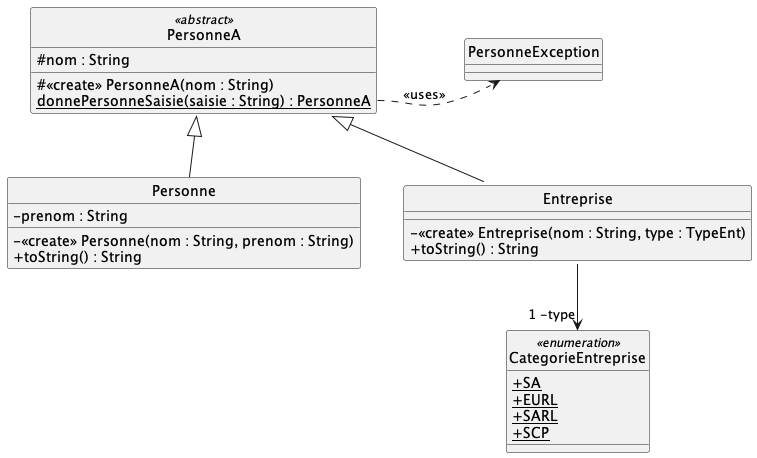 «abstract»
PersonneA
#nom : String
#«create» PersonneA(nom : String)
donnePersonneSaisie(saisie : String) : PersonneA
PersonneException
«uses»
Personne
-prenom : String
-«create» Personne(nom : String, prenom : String)
+toString() : String
Entreprise
-«create» Entreprise(nom : String, type : TypeEnt)
+toString() : String
1 -type
«enumeration»
CategorieEntreprise
+SA
+EURL
+SARL
+SCP